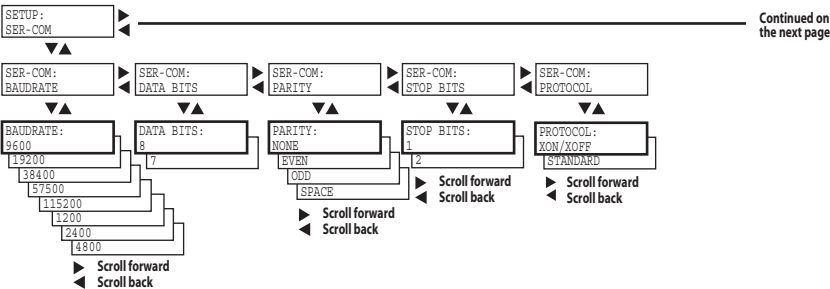 SETUP:
SER-COM
Continued on
the next page
SER-COM:
BAUDRATE
SER-COM:
DATA BITS
SER-COM:
PARITY
SER-COM:
STOP BITS
SER-COM:
PROTOCOL
BAUDRATE:
9600
19200
38400
57500
115200
1200
2400
4800
Scroll forward
Scroll back
DATA BITS:
8
7
PARITY:
NONE
EVEN
ODD
SPACE
Scroll forward
Scroll back
STOP BITS:
1
2
Scroll forward
Scroll back
PROTOCOL:
XON/XOFF
STANDARD
Scroll forward
Scroll back